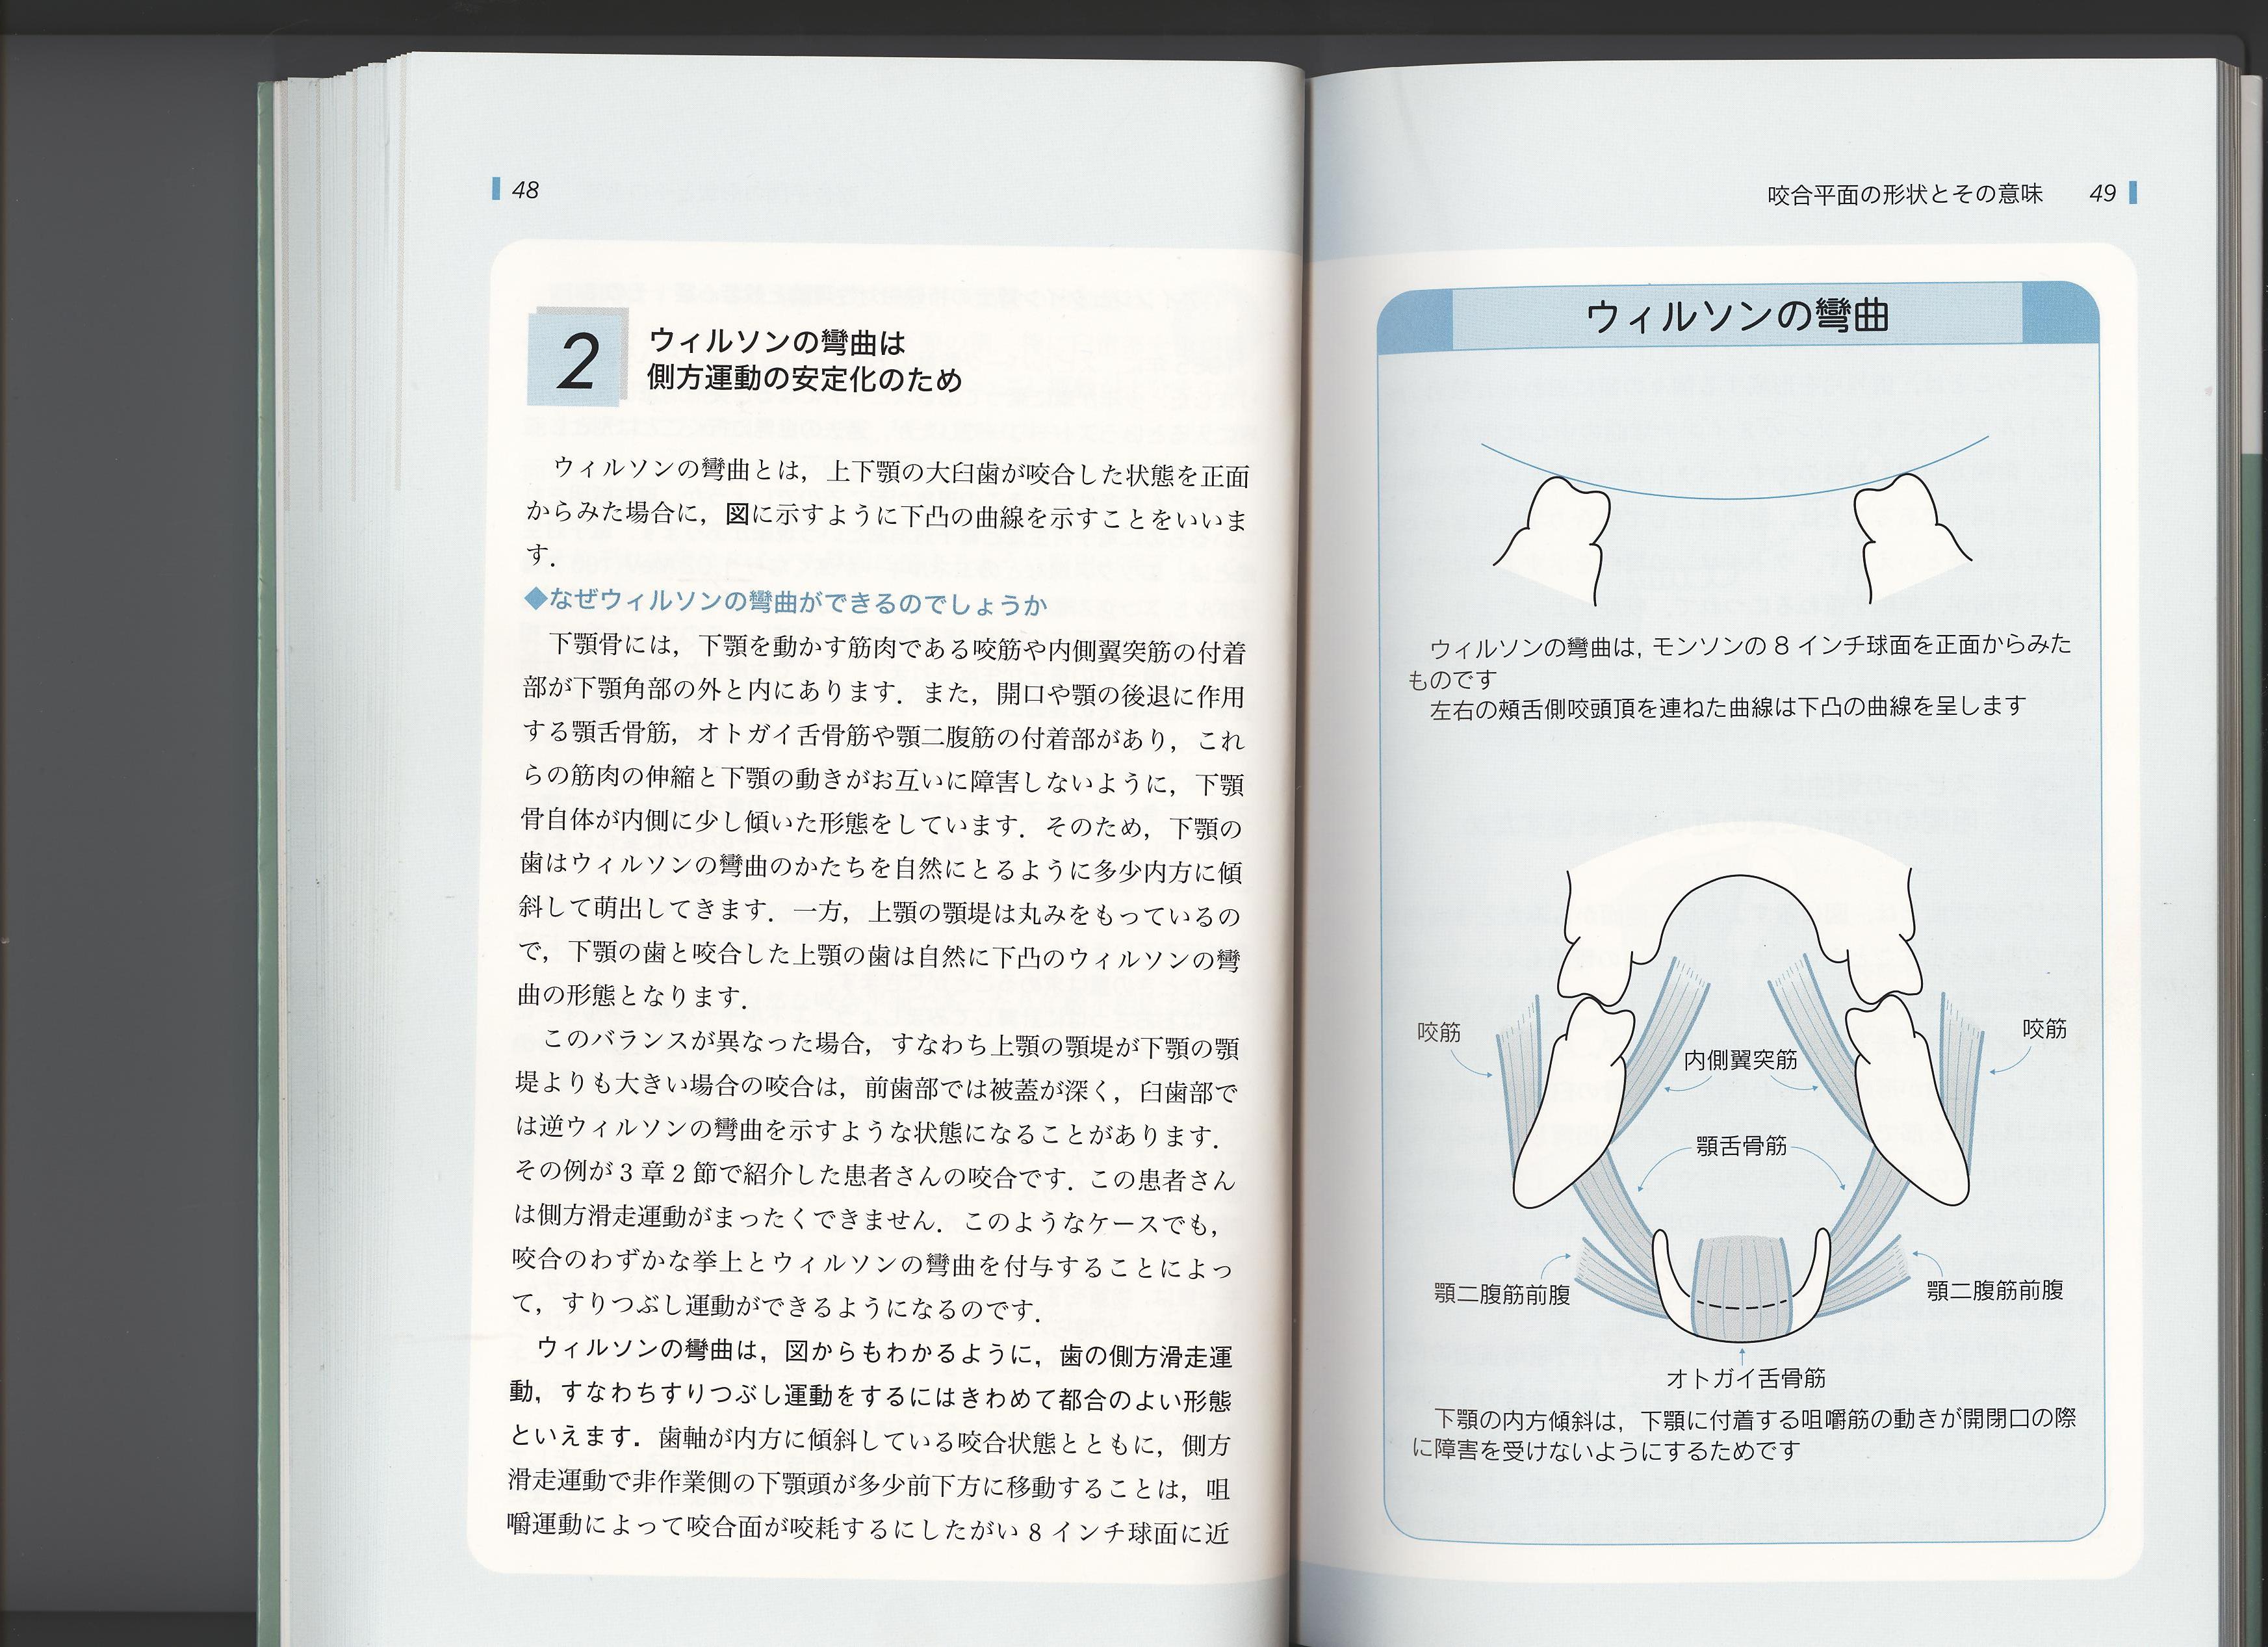 48
2
ウィルソンの彎曲は
側方運動の安定化のため
ウィルソンの彎曲とは，上下顎の大臼歯が咬合した状態を正面
からみた場合に，図に示すように下凸の曲線を示すことをいいま
す．
◆なぜウィルソンの彎曲ができるのでしょうか
下顎骨には，下顎を動かす筋肉である咬筋や内側翼突筋の付着
部が下顎角部の外と内にあります．また，開口や顎の後退に作用
する顎舌骨筋，オトガイ舌骨筋や顎二腹筋の付着部があり，これ
らの筋肉の伸縮と下顎の動きがお互いに障害しないように，下顎
骨自体が内側に少し傾いた形態をしています．そのため，下顎の
歯はウィルソンの彎曲のかたちを自然にとるように多少内方に傾
斜して萌出してきます．一方，上顎の顎堤は丸みをもっているの
で，下顎の歯と咬合した上顎の歯は自然に下凸のウィルソンの彎
曲の形態となります．
このバランスが異なった場合，すなわち上顎の顎堤が下顎の顎
堤よりも大きい場合の咬合は，前歯部では被蓋が深く，臼歯部で
は逆ウィルソンの彎曲を示すような状態になることがあります．
その例が3章2節で紹介した患者さんの咬合です．この患者さん
は側方滑走運動がまったくできません．このようなケースでも，
咬合のわずかな挙上とウィルソンの彎曲を付与することによっ
て，すりつぶし運動ができるようになるのです．
ウィルソンの彎曲は，図からもわかるように，歯の側方滑走運
動，すなわちすりつぶし運動をするにはきわめて都合のよい形態
といえます．歯軸が内方に傾斜している咬合状態とともに，側方
滑走運動で非作業側の下顎頭が多少前下方に移動することは，咀
嚼運動によって咬合面が咬耗するにしたがい8インチ球面に近
咬合平面の形状とその意味 49
ウィルソンの彎曲
ウィルソンの彎曲は，モンソンの8インチ球面を正面からみた
ものです
左右の頰舌側咬頭頂を連ねた曲線は下凸の曲線を呈します
咬筋
咬筋
内側翼突筋
顎舌骨筋
顎二腹筋前腹
顎二腹筋前腹
オトガイ舌骨筋
下顎の内方傾斜は，下顎に付着する咀嚼筋の動きが開閉口の際
に障害を受けないようにするためです